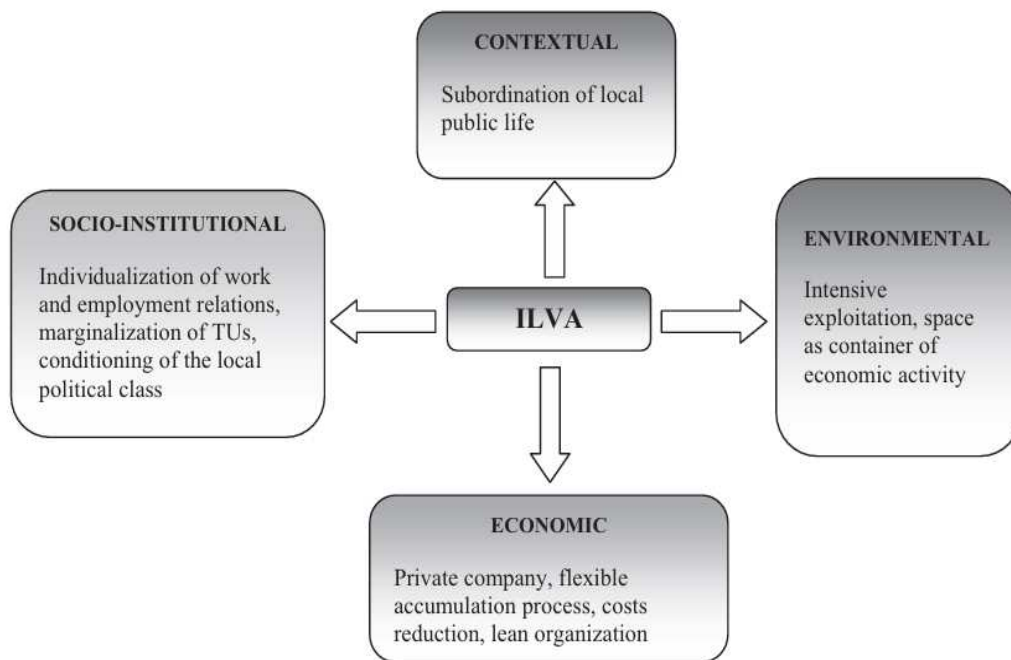 CONTEXTUAL
Subordination of local
public life
SOCIO-INSTITUTIONAL
Individualization of work
and employment relations,
marginalization of TUs,
conditioning of the local
political class
ILVA
ENVIRONMENTAL
Intensive
exploitation, space
as container of
economic activity
ECONOMIC
Private company, flexible
accumulation process, costs
reduction, lean organization